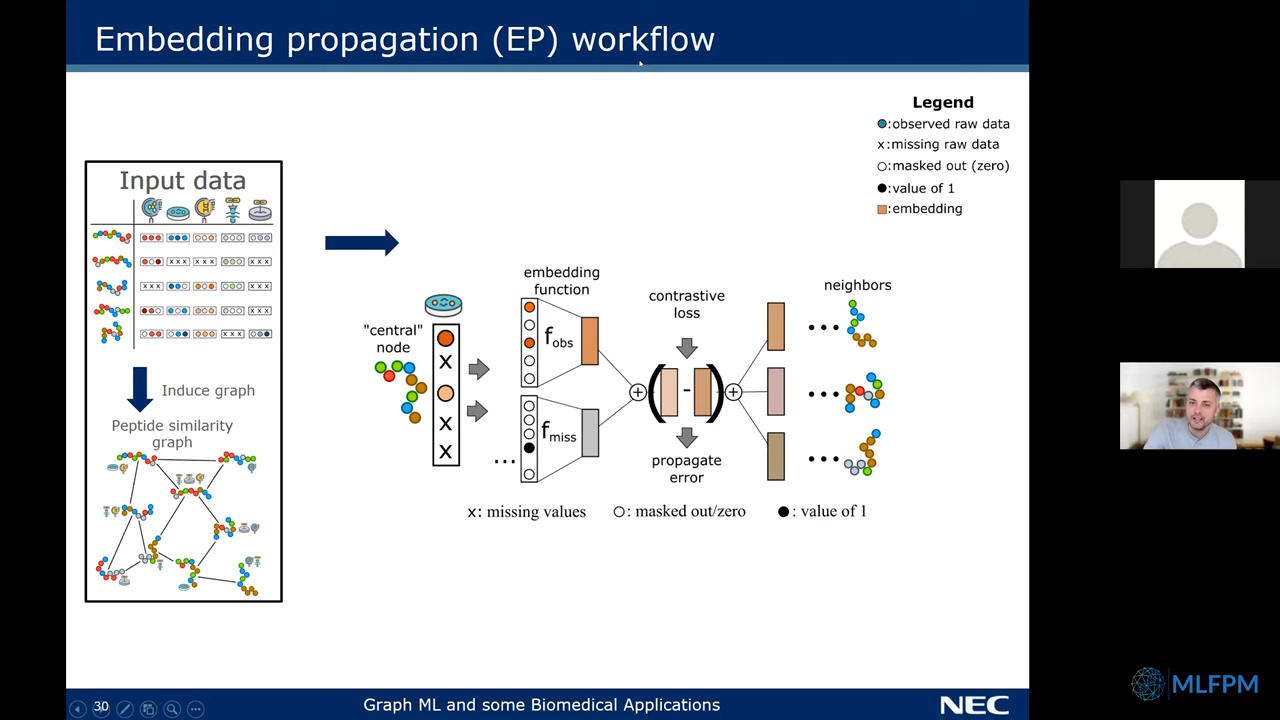 Embedding propagation (EP) workflow
Legend
:observed raw data
x:missing raw data
:masked out (zero)
:value of 1
:embedding
Input data
x x x
x x x
x x x
x x x
x x x
x x x
Induce graph
Peptide similarity
graph
"central"
node
x
x
x
embedding
function
fobs
fmiss
...
contrastive
loss
+
( - )
+
propagate
error
neighbors
...
...
...
x: missing values
: masked out/zero
: value of 1
30
Graph ML and some Biomedical Applications
NEC
MLFPM